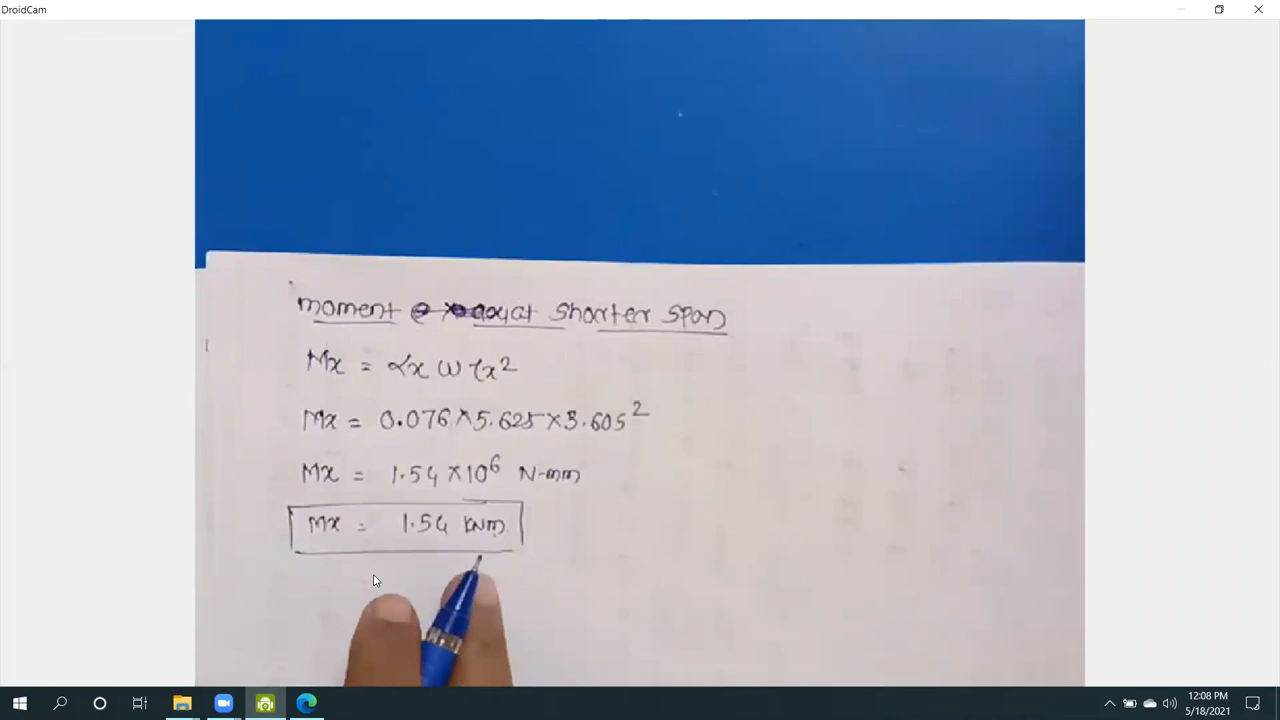 DroidCam
moment at shorter span
Mx = αx ω lx²
Mx = 0.076×5.625×3.605²
Mx = 1.54×10⁶ N-mm
Mx = 1.54 KNm
12:08 PM
5/18/2021